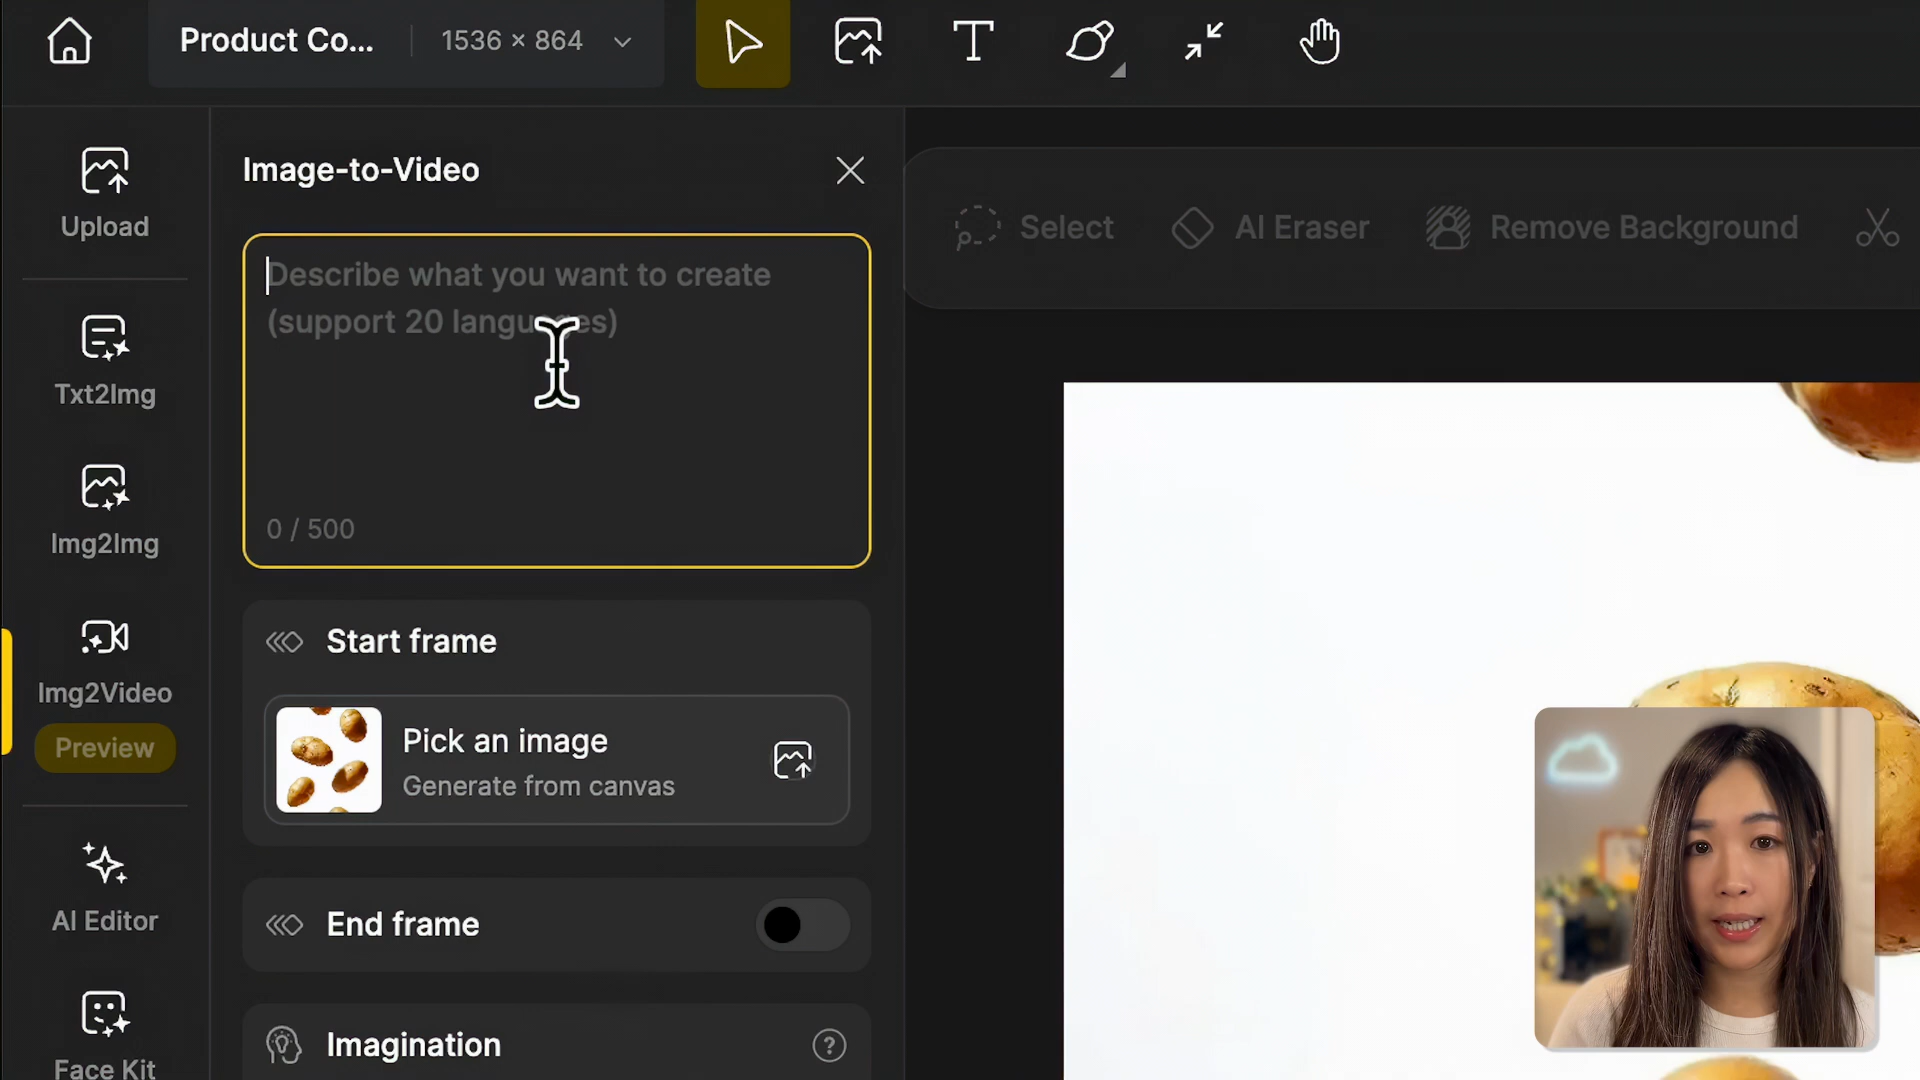 Product Co...
1536 × 864
Upload
Txt2Img
Img2Img
Img2Video
Preview
AI Editor
Face Kit
Image-to-Video
Describe what you want to create
(support 20 languages)
0 / 500
Start frame
Pick an image
Generate from canvas
End frame
Imagination
?
Select
AI Eraser
Remove Background